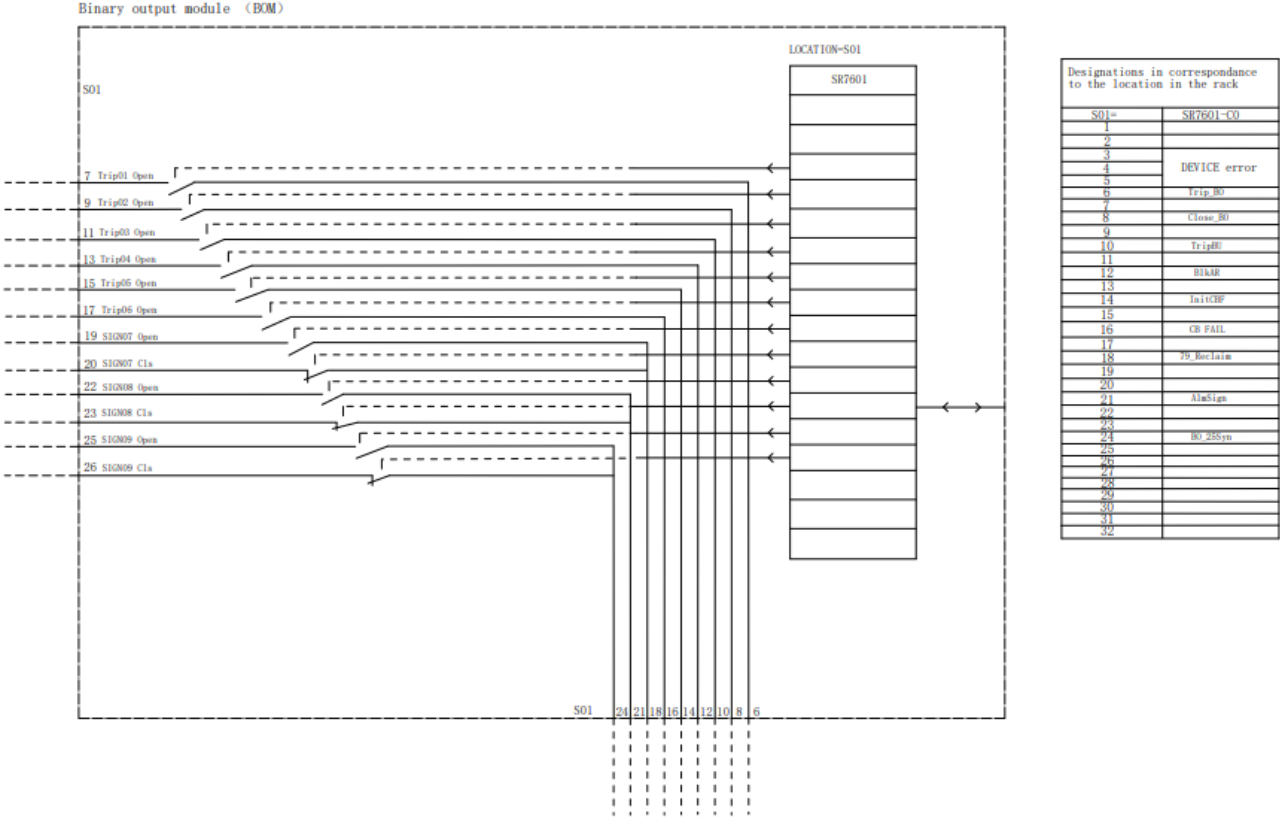 Binary output module （BOM）
LOCATION=S01
S01
SR7601
7 Trip01 Open
9 Trip02 Open
11 Trip03 Open
13 Trip04 Open
15 Trip05 Open
17 Trip06 Open
19 SIGN07 Open
20 SIGN07 Cls
22 SIGN08 Open
23 SIGN08 Cls
25 SIGN09 Open
26 SIGN09 Cls
S01 24 21 18 16 14 12 10 8 6
Designations in correspondance
to the location in the rack
S01= SR7601-CO
1
2
3
4 DEVICE error
5
6 Trip_BO
7
8 Close_BO
9
10 TripBU
11
12 BlkAR
13
14 InitCBF
15
16 CB FAIL
17
18 79_Reclaim
19
20
21 AlmSign
22
23
24 BO_25Syn
25
26
27
28
29
30
31
32